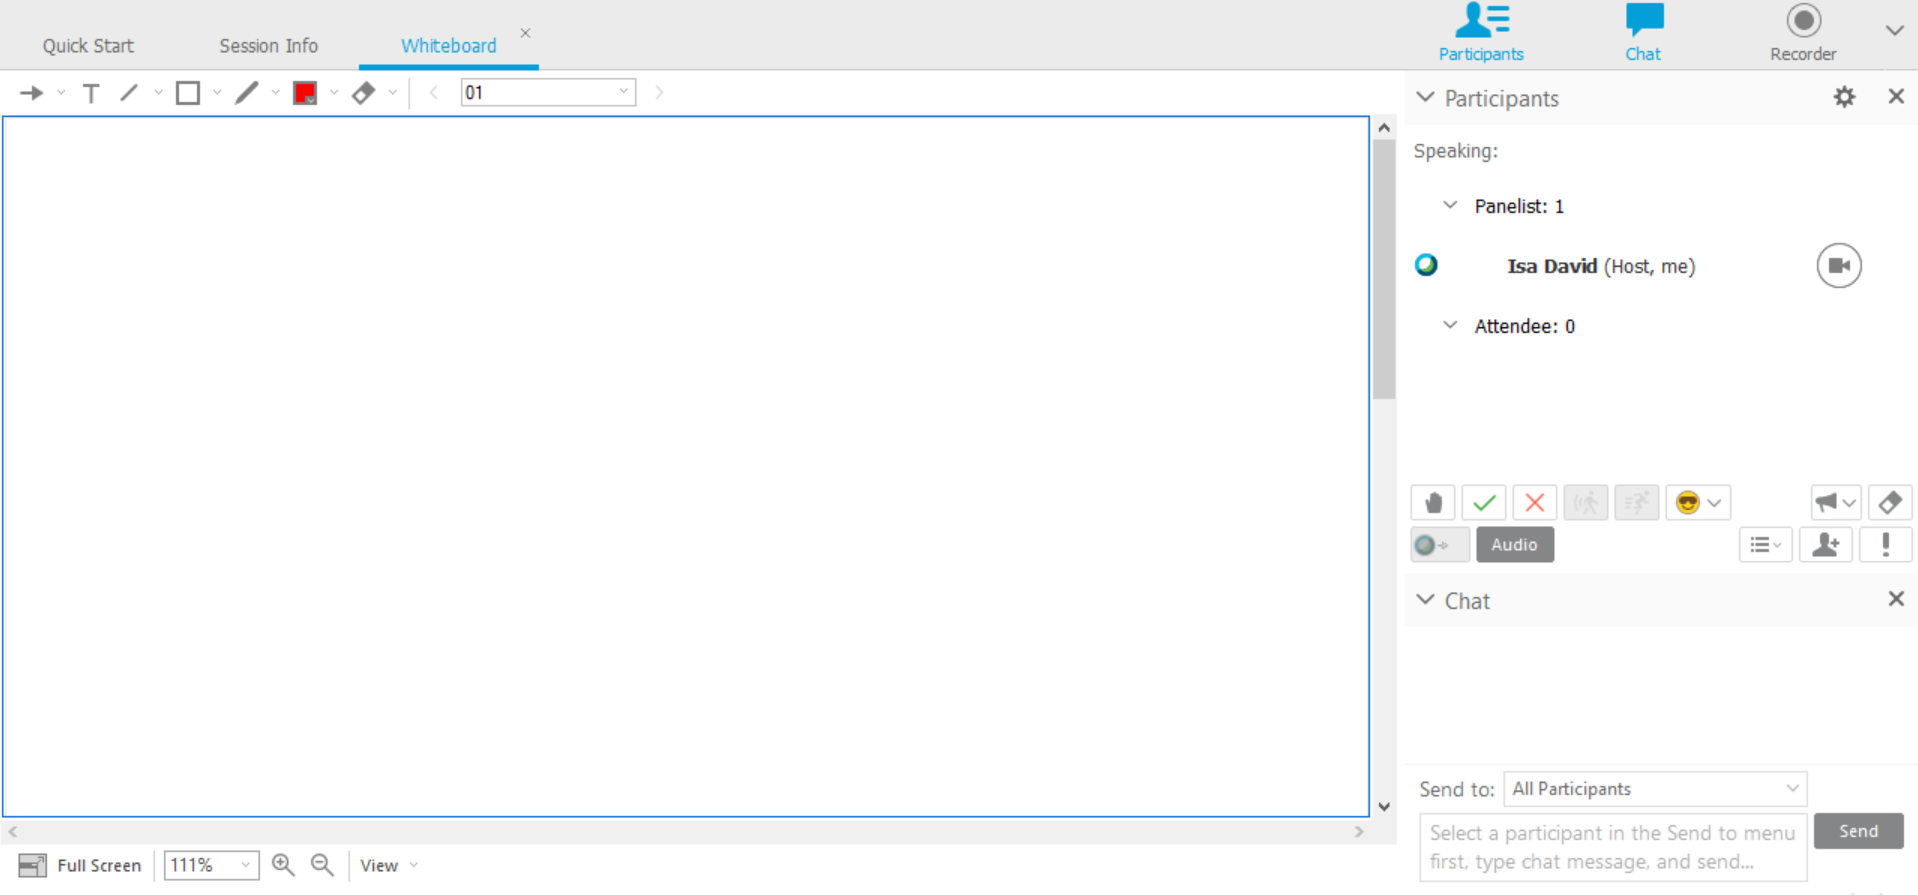 Quick Start
Session Info
Whiteboard
Participants
Chat
Recorder
T
01
Participants
Speaking:
Panelist: 1
Isa David (Host, me)
Attendee: 0
Audio
Chat
Send to: All Participants
Select a participant in the Send to menu
first, type chat message, and send...
Send
Full Screen
111%
View